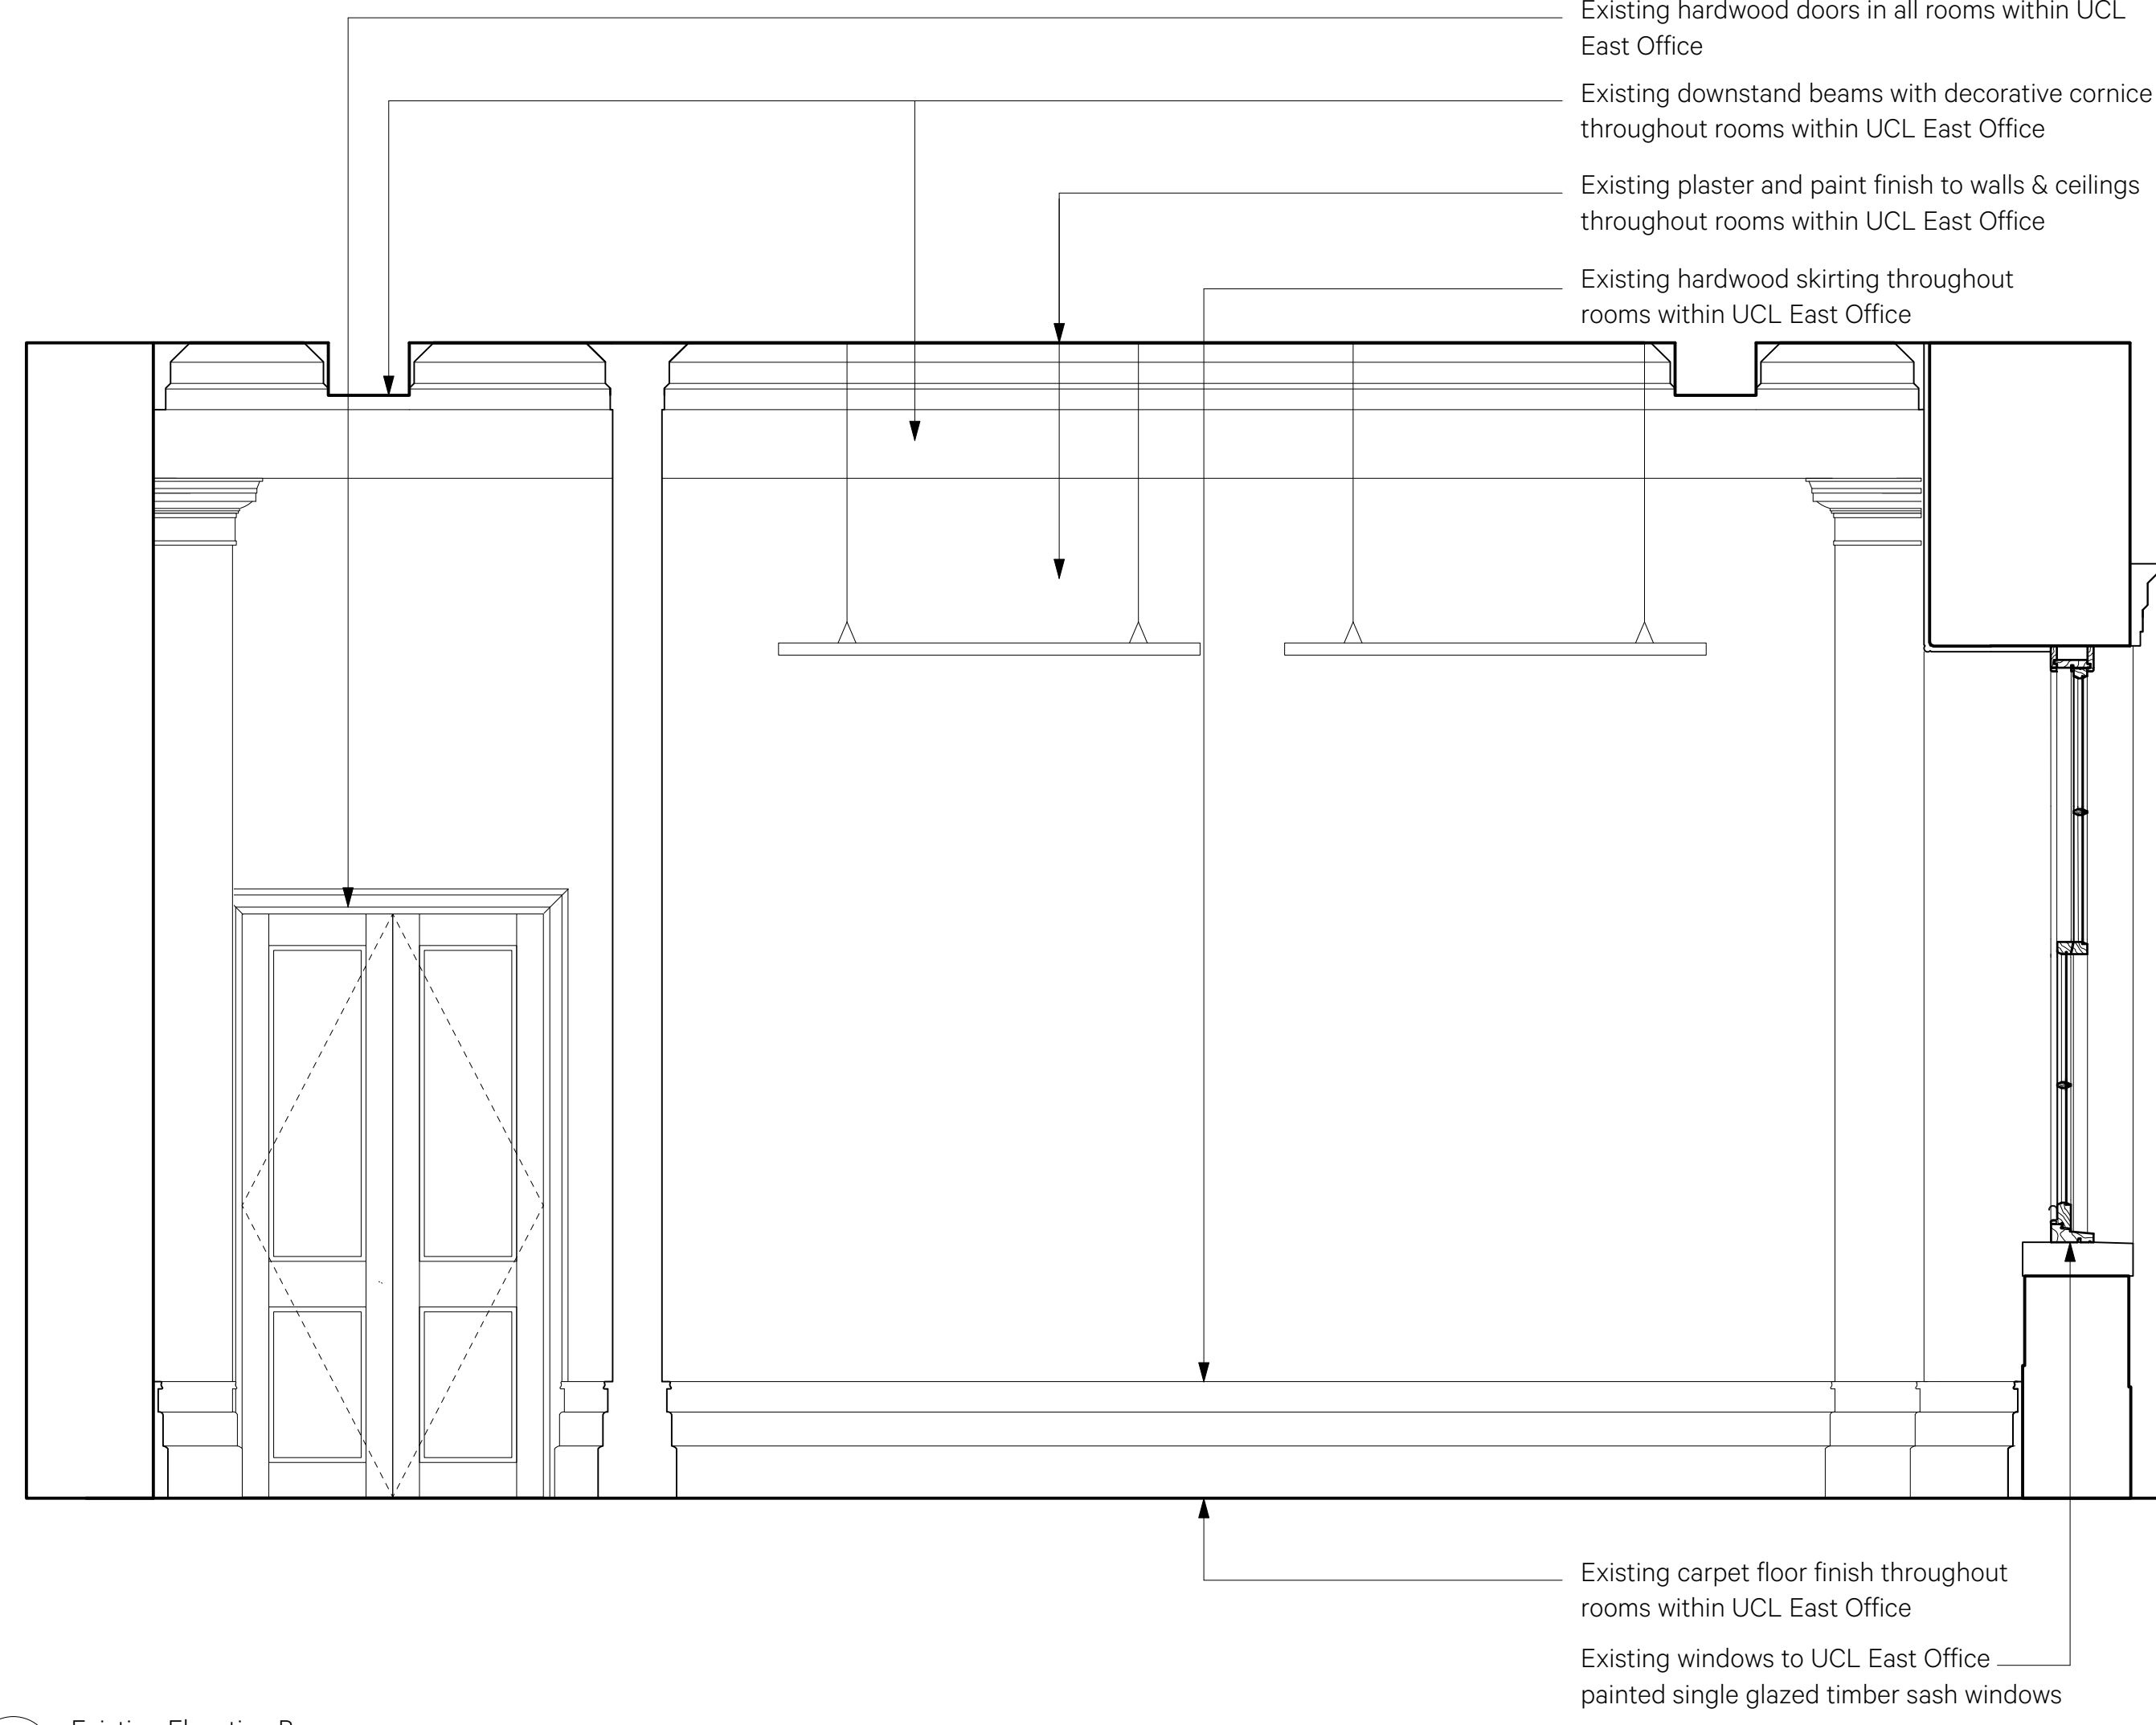 Existing hardwood doors in all rooms within UCL
East Office
Existing downstand beams with decorative cornice
throughout rooms within UCL East Office
Existing plaster and paint finish to walls & ceilings
throughout rooms within UCL East Office
Existing hardwood skirting throughout
rooms within UCL East Office
Existing carpet floor finish throughout
rooms within UCL East Office
Existing windows to UCL East Office
painted single glazed timber sash windows
Existing Elevation B